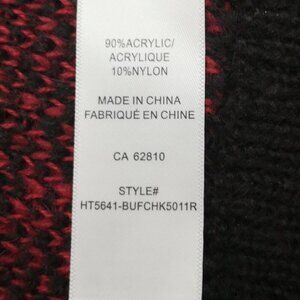 90%ACRYLIC/
ACRYLIQUE
10%NYLON
MADE IN CHINA
FABRIQUÉ EN CHINE
CA 62810
STYLE#
HT5641-BUFCHK5011R